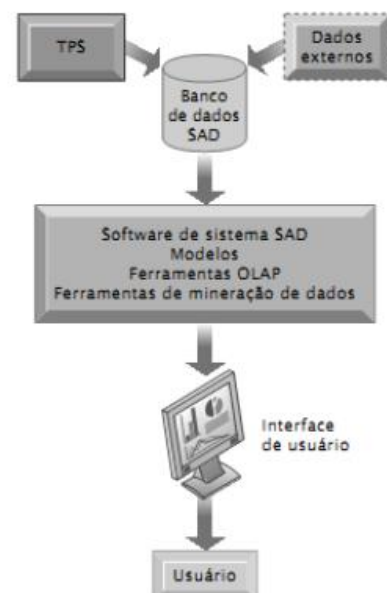 TPS
Dados
externos
Banco
de dados
SAD
Software de sistema SAD
Modelos
Ferramentas OLAP
Ferramentas de mineração de dados
Interface
de usuário
Usuário